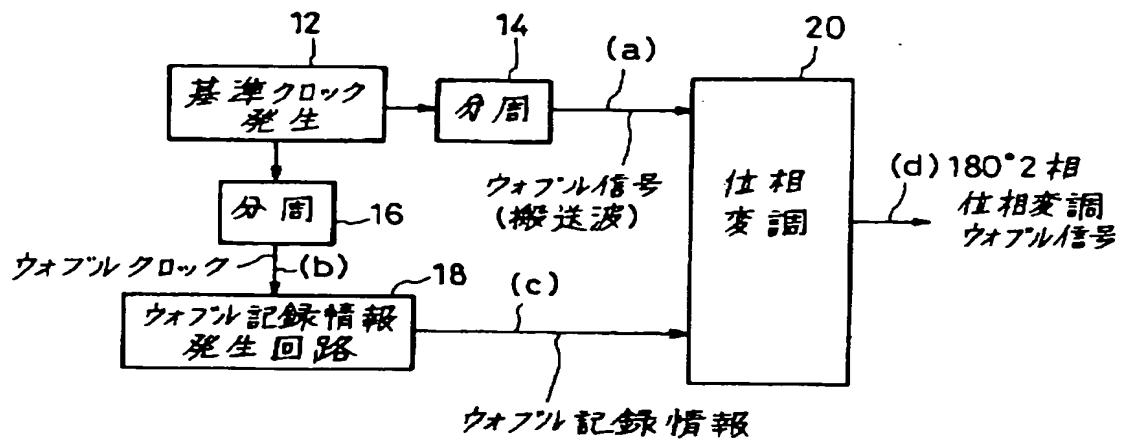 12
基準クロック
発生
14
分周
(a)
ウォブル信号
(搬送波)
20
位相
変調
(d) 180°2相
位相変調
ウォブル信号
分周
16
ウォブルクロック
(b)
18
ウォブル記録情報
発生回路
(c)
ウォブル記録情報